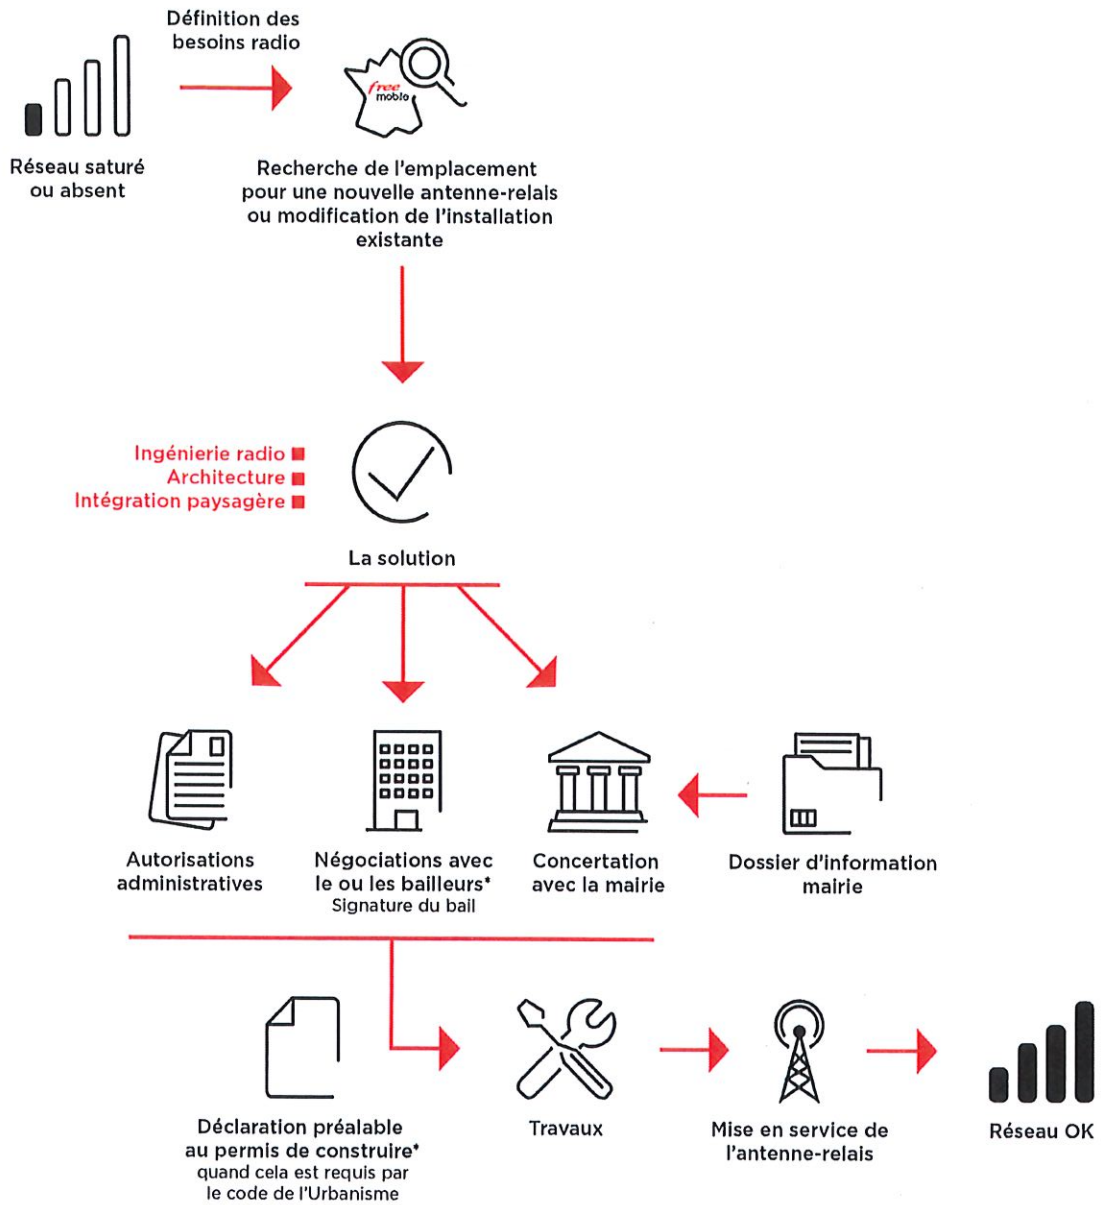 Définition des
besoins radio
free
mobile
Réseau saturé
ou absent
Recherche de l'emplacement
pour une nouvelle antenne-relais
ou modification de l'installation
existante
Ingénierie radio
Architecture
Intégration paysagère
La solution
Autorisations
administratives
Négociations avec
le ou les bailleurs*
Signature du bail
Concertation
avec la mairie
Dossier d'information
mairie
Déclaration préalable
au permis de construire*
quand cela est requis par
le code de l'Urbanisme
Travaux
Mise en service de
l'antenne-relais
Réseau OK